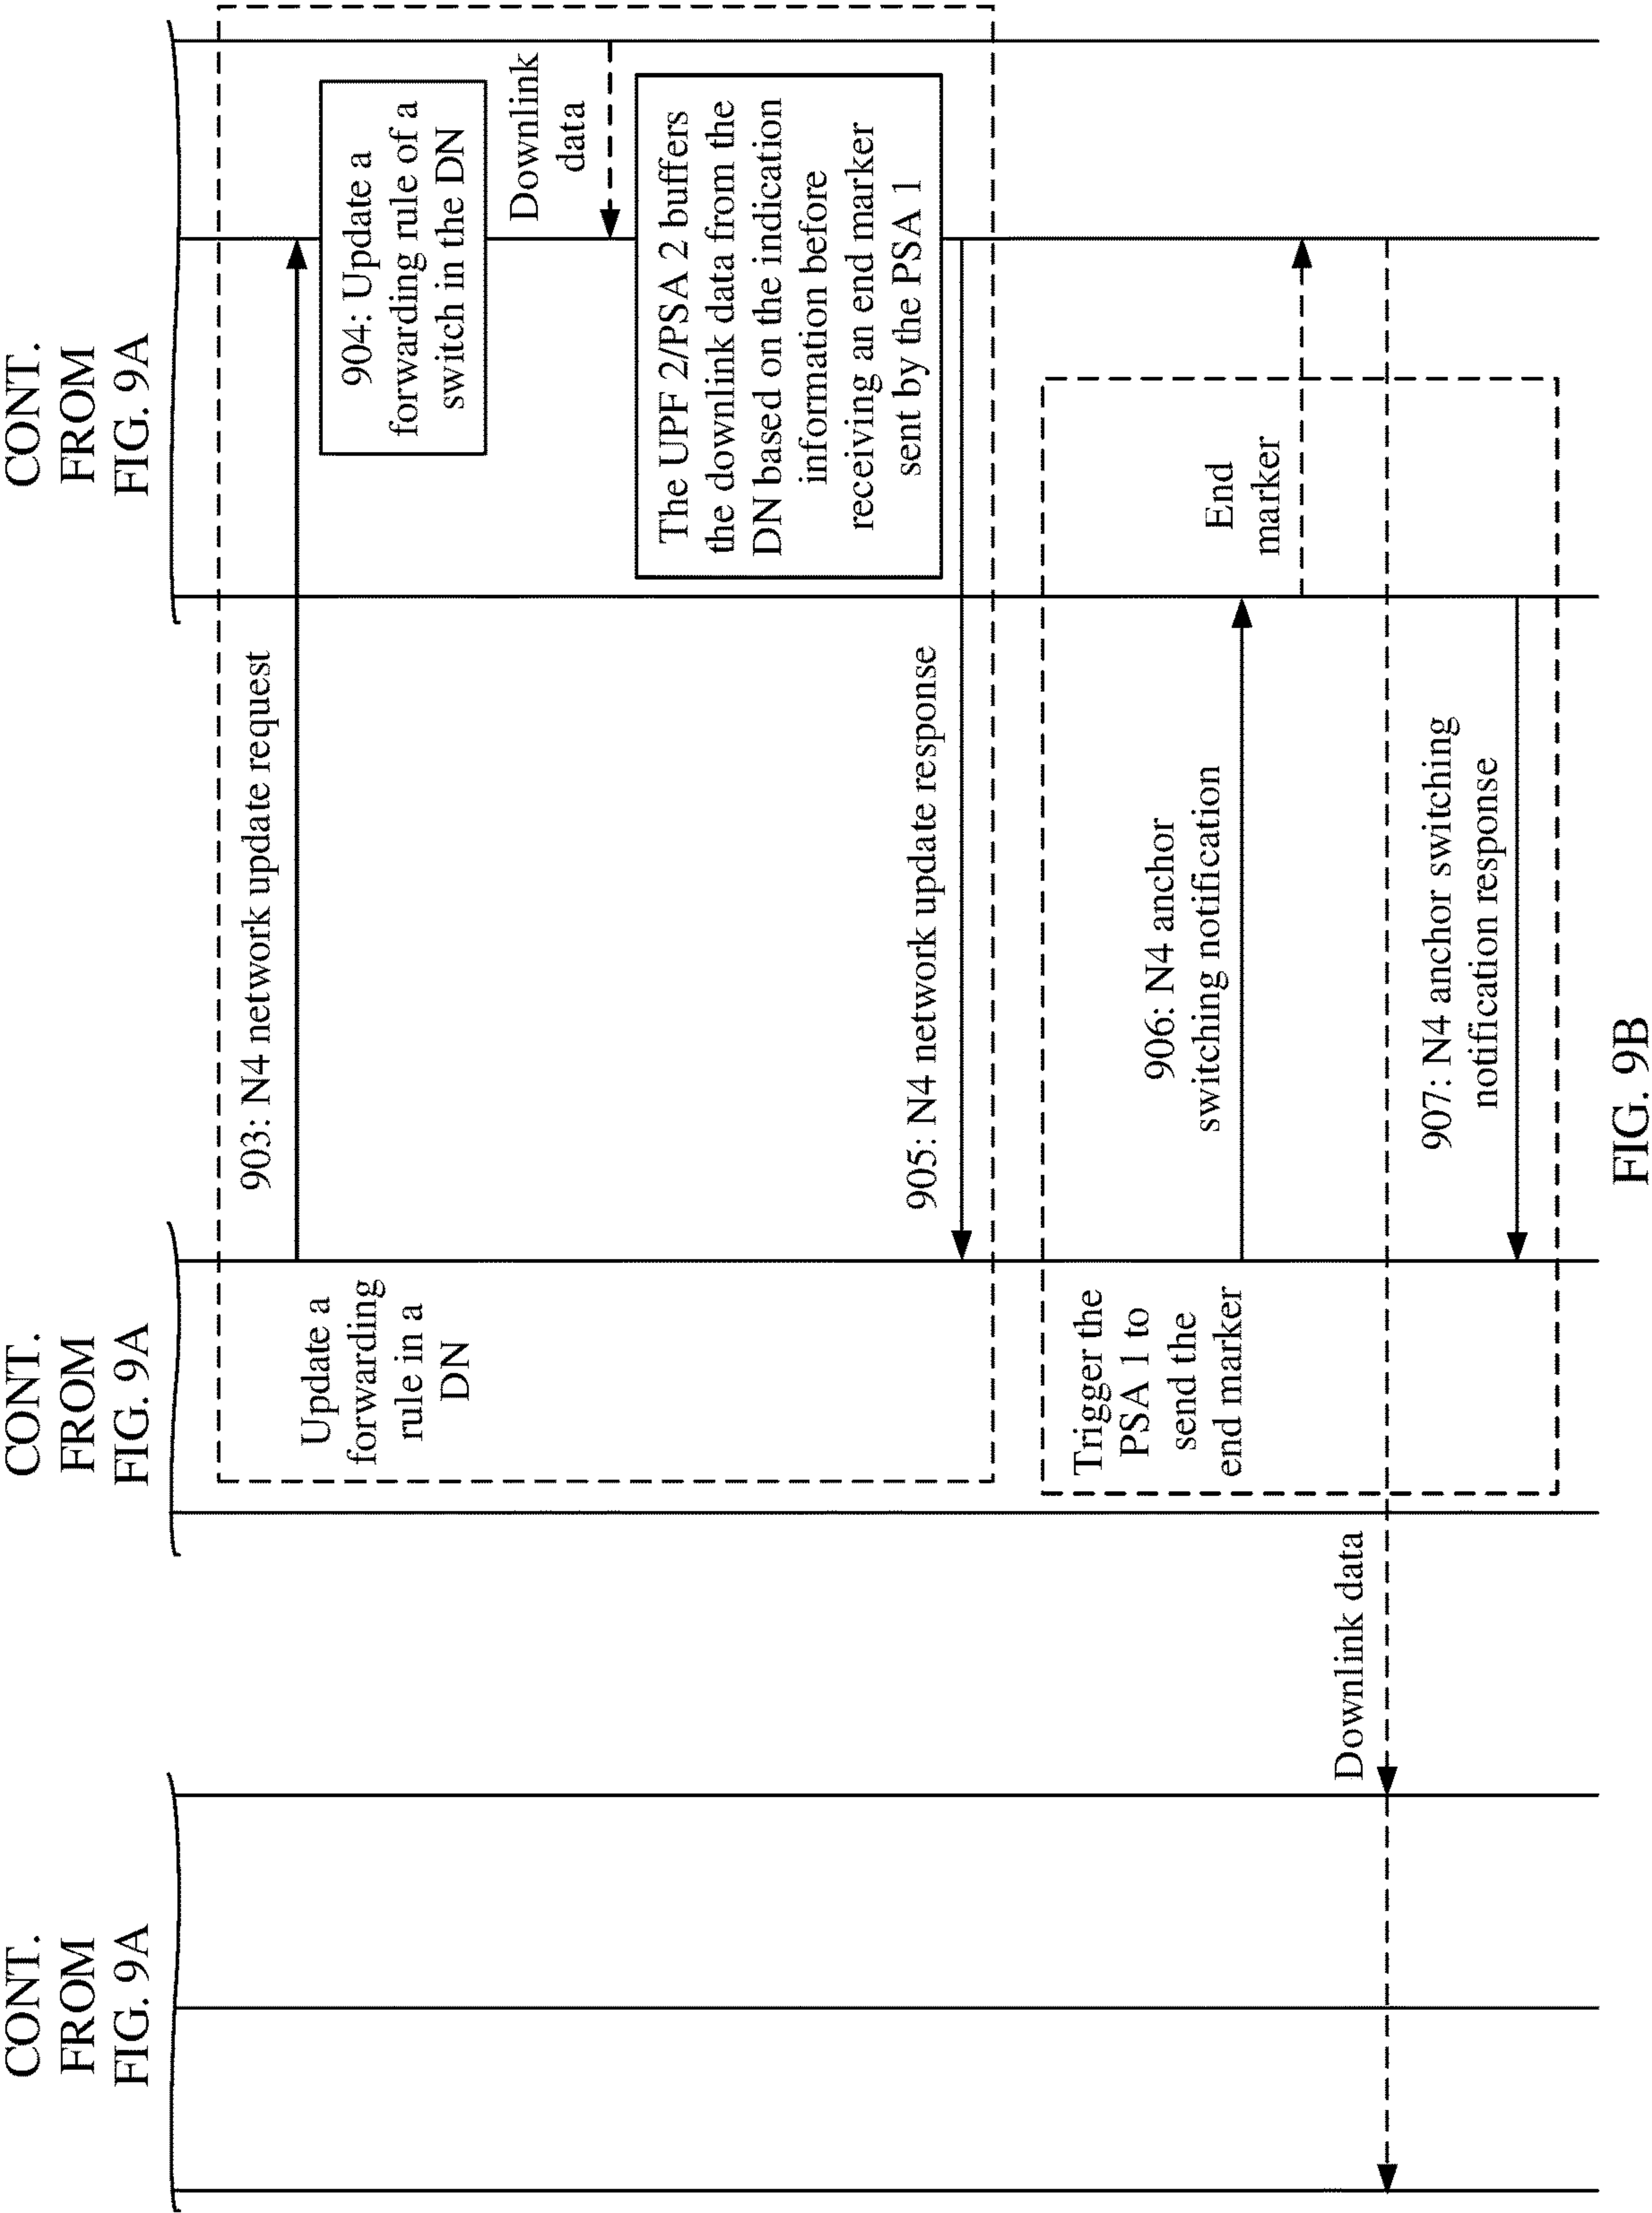 CONT.
FROM
FIG. 9A
CONT.
FROM
FIG. 9A
CONT.
FROM
FIG. 9A
903: N4 network update request
Update a
forwarding
rule in a
DN
904: Update a
forwarding rule of a
switch in the DN
Downlink
data
The UPF 2/PSA 2 buffers
the downlink data from the
DN based on the indication
information before
receiving an end marker
sent by the PSA 1
905: N4 network update response
Trigger the
PSA 1 to
send the
end marker
906: N4 anchor
switching notification
End
marker
Downlink data
907: N4 anchor switching
notification response
FIG. 9B